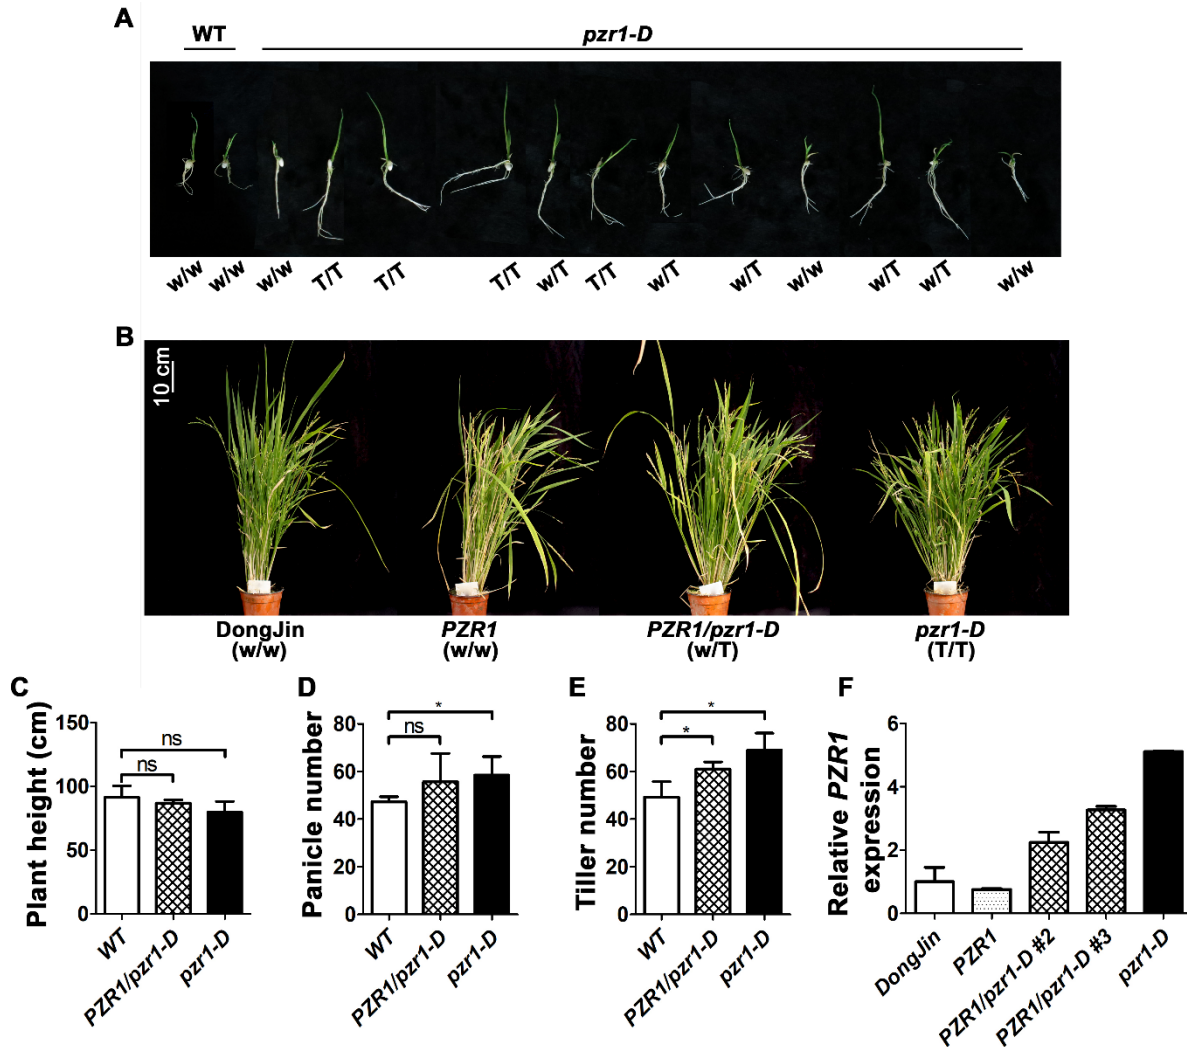 A
WT
pzr1-D
w/w w/w w/w T/T T/T T/T w/T T/T w/T w/T w/w w/T w/T w/w
B
10 cm
DongJin PZR1 PZR1/pzr1-D pzr1-D
(w/w) (w/w) (w/T) (T/T)
C
Plant height (cm)
150
100
50
0
ns
ns
WT
PZR1/pzr1-D
pzr1-D
D
Panicle number
80
60
40
20
0
*
ns
WT
PZR1/pzr1-D
pzr1-D
E
Tiller number
80
60
40
20
0
*
*
WT
PZR1/pzr1-D
pzr1-D
F
Relative PZR1
expression
6
4
2
0
DongJin
PZR1
PZR1/pzr1-D #2
PZR1/pzr1-D #3
pzr1-D